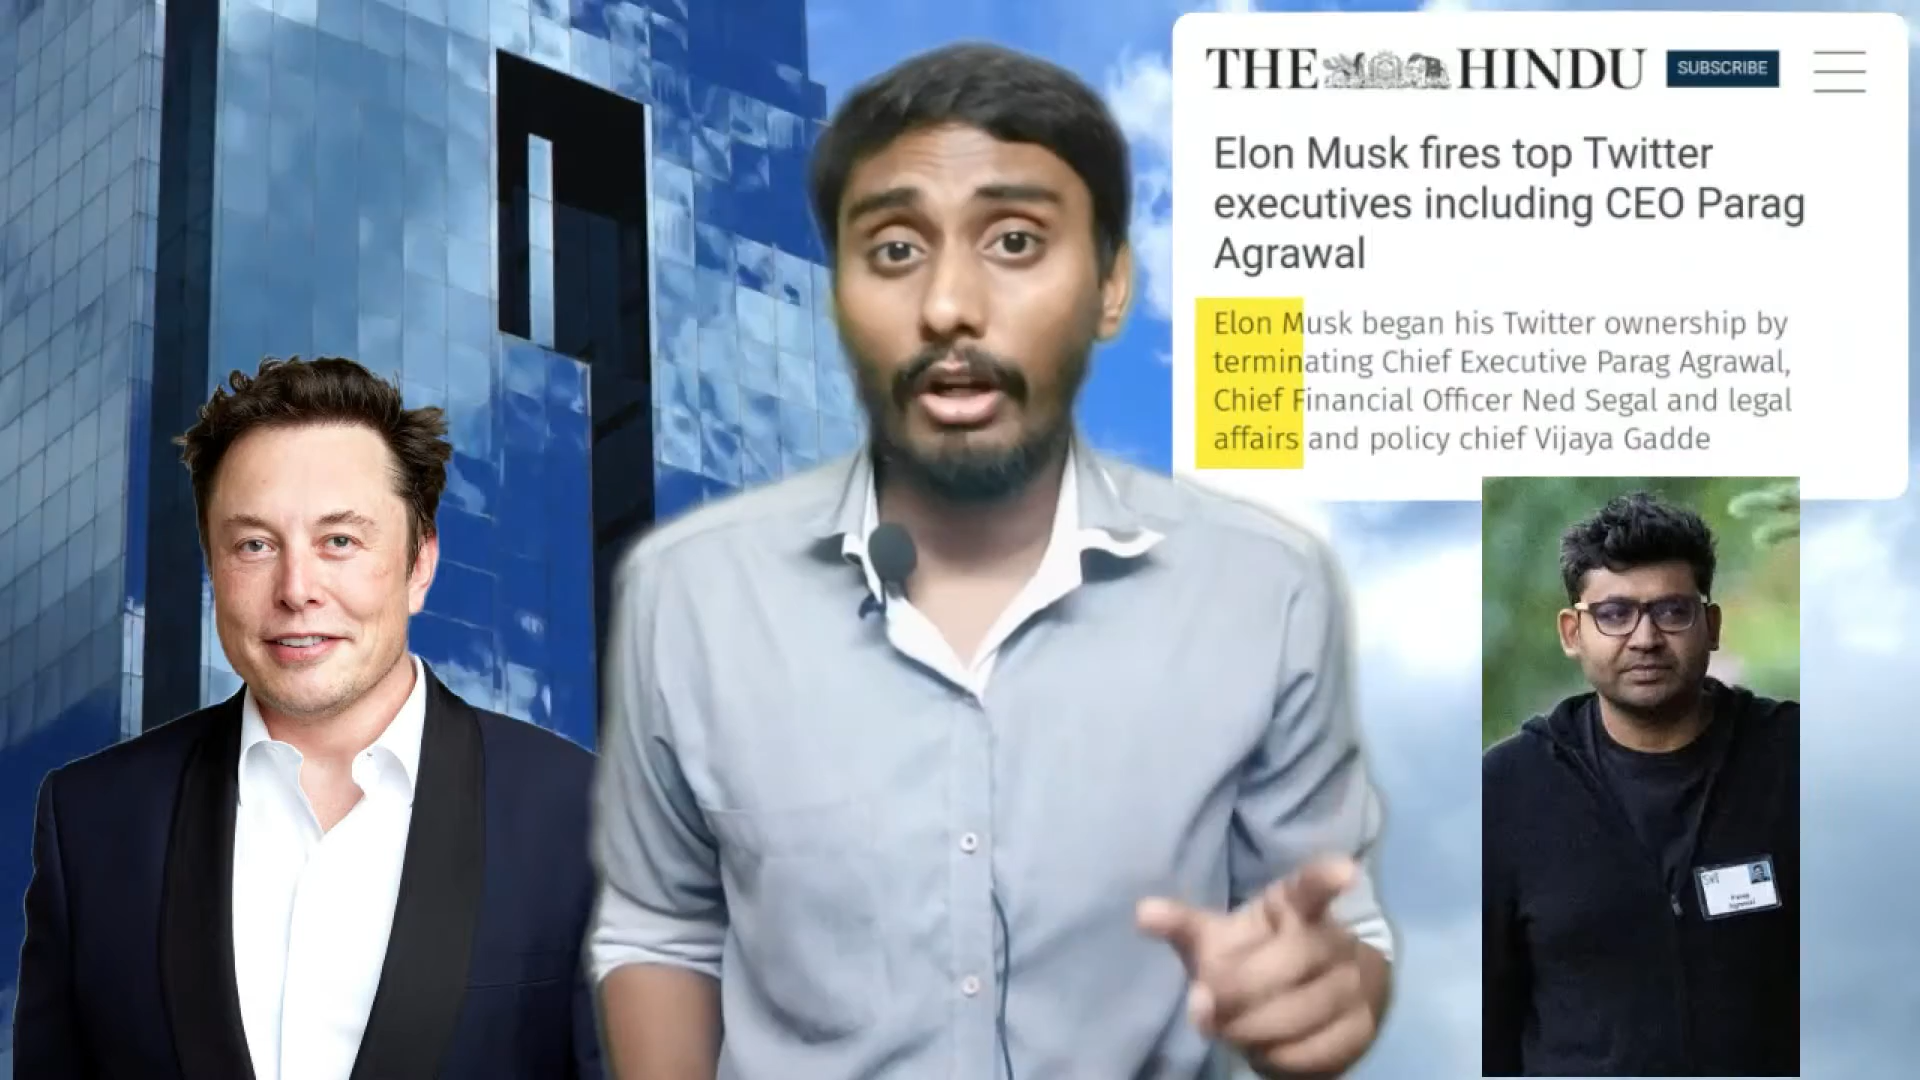 THE HINDU
SUBSCRIBE
Elon Musk fires top Twitter
executives including CEO Parag
Agrawal
Elon Musk began his Twitter ownership by
terminating Chief Executive Parag Agrawal,
Chief Financial Officer Ned Segal and legal
affairs and policy chief Vijaya Gadde
Parag
Agrawal